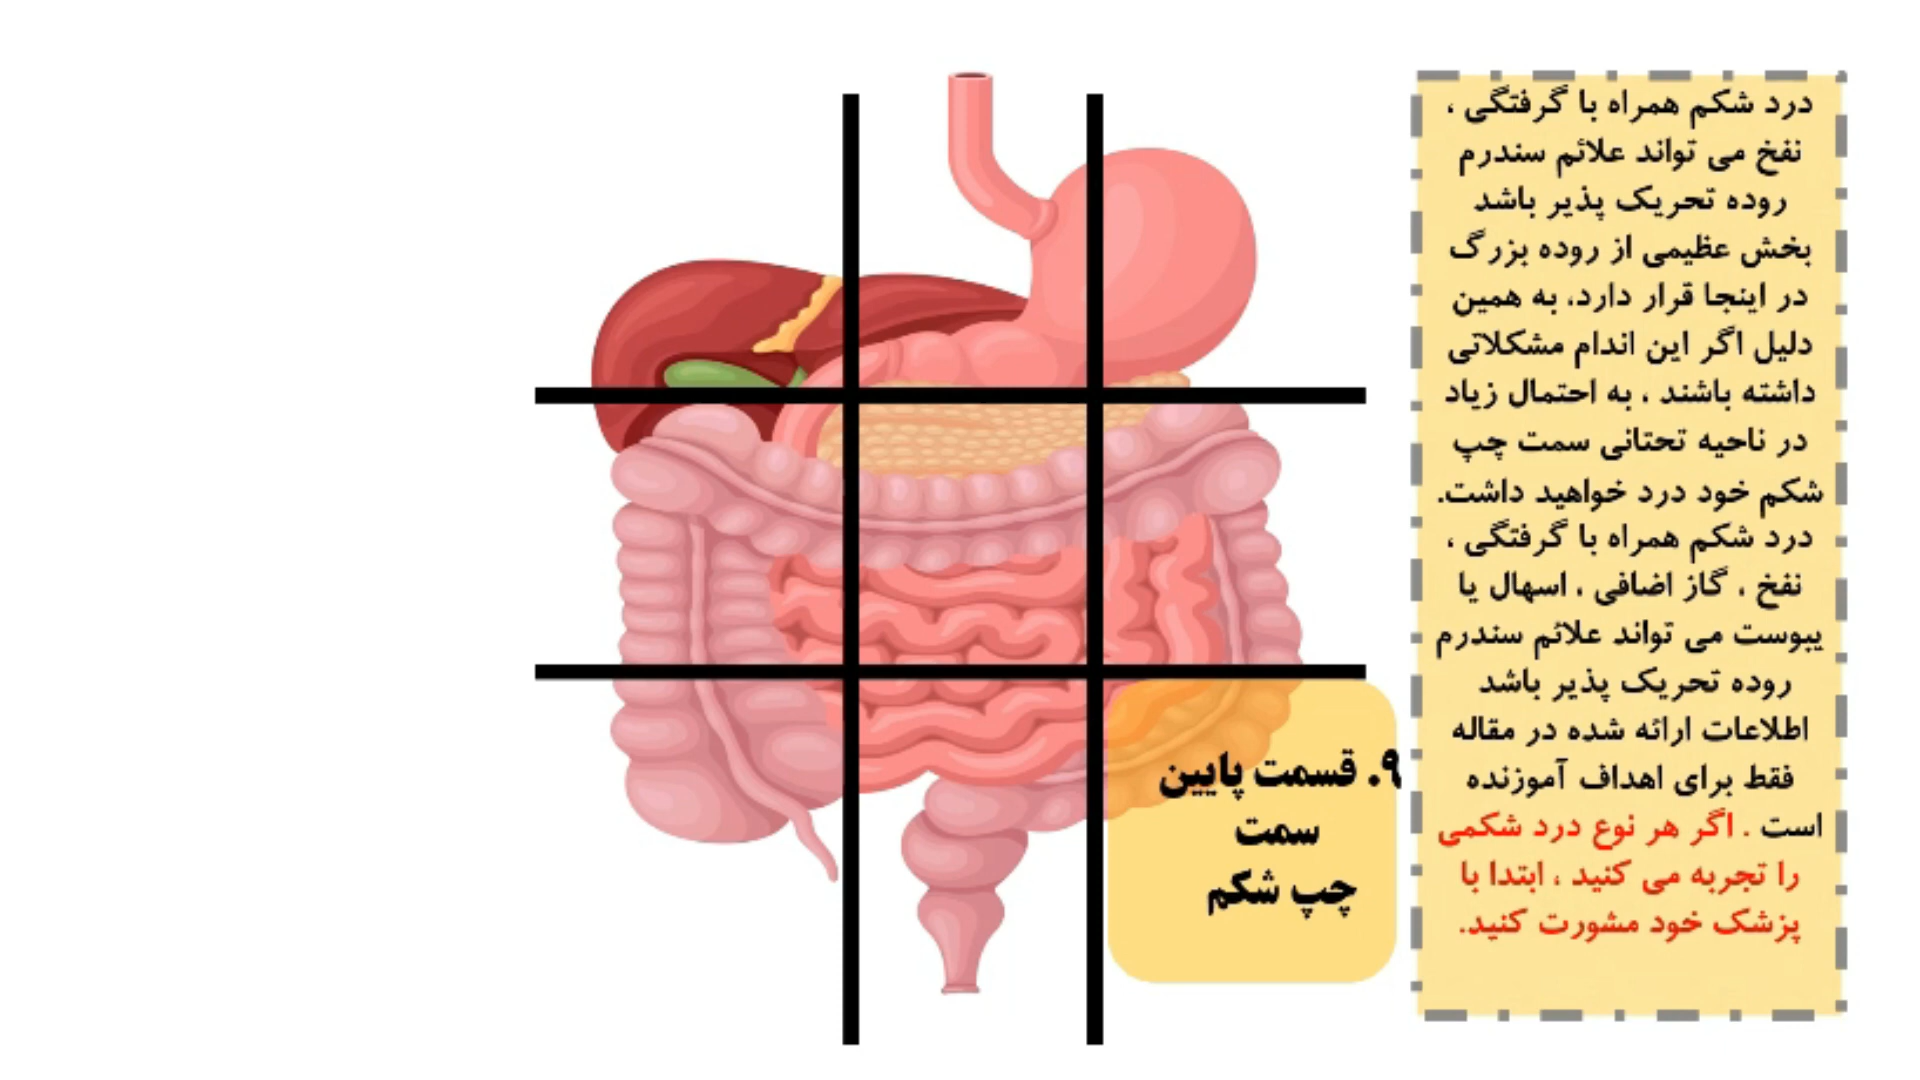 درد شکم همراه با گرفتگی ،
نفخ می تواند علائم سندرم
روده تحریک پذیر باشد
بخش عظیمی از روده بزرگ
در اینجا قرار دارد، به همین
دلیل اگر این اندام مشکلاتی
داشته باشند ، به احتمال زیاد
در ناحیه تحتانی سمت چپ
شکم خود درد خواهید داشت.
درد شکم همراه با گرفتگی ،
نفخ ، گاز اضافی ، اسهال یا
یبوست می تواند علائم سندرم
روده تحریک پذیر باشد
اطلاعات ارائه شده در مقاله
فقط برای اهداف آموزنده
است . اگر هر نوع درد شکمی
را تجربه می کنید ، ابتدا با
پزشک خود مشورت کنید.
۹. قسمت پایین
سمت
چپ شکم